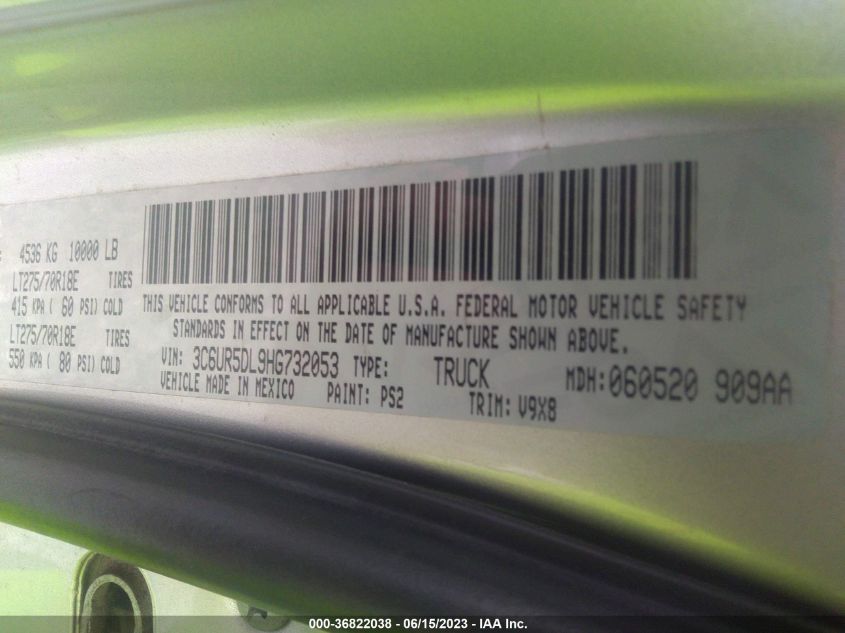 4536 KG 10000 LB
LT275/70R18E TIRES
415 KPA ( 60 PSI) COLD
LT275/70R18E TIRES
550 KPA ( 80 PSI) COLD
THIS VEHICLE CONFORMS TO ALL APPLICABLE U.S.A. FEDERAL MOTOR VEHICLE SAFETY
STANDARDS IN EFFECT ON THE DATE OF MANUFACTURE SHOWN ABOVE.
VIN: 3C6UR5DL9HG732053 TYPE: TRUCK MDH:060520 909AA
VEHICLE MADE IN MEXICO PAINT: PS2 TRIM: V9X8
000-36822038 - 06/15/2023 - IAA Inc.